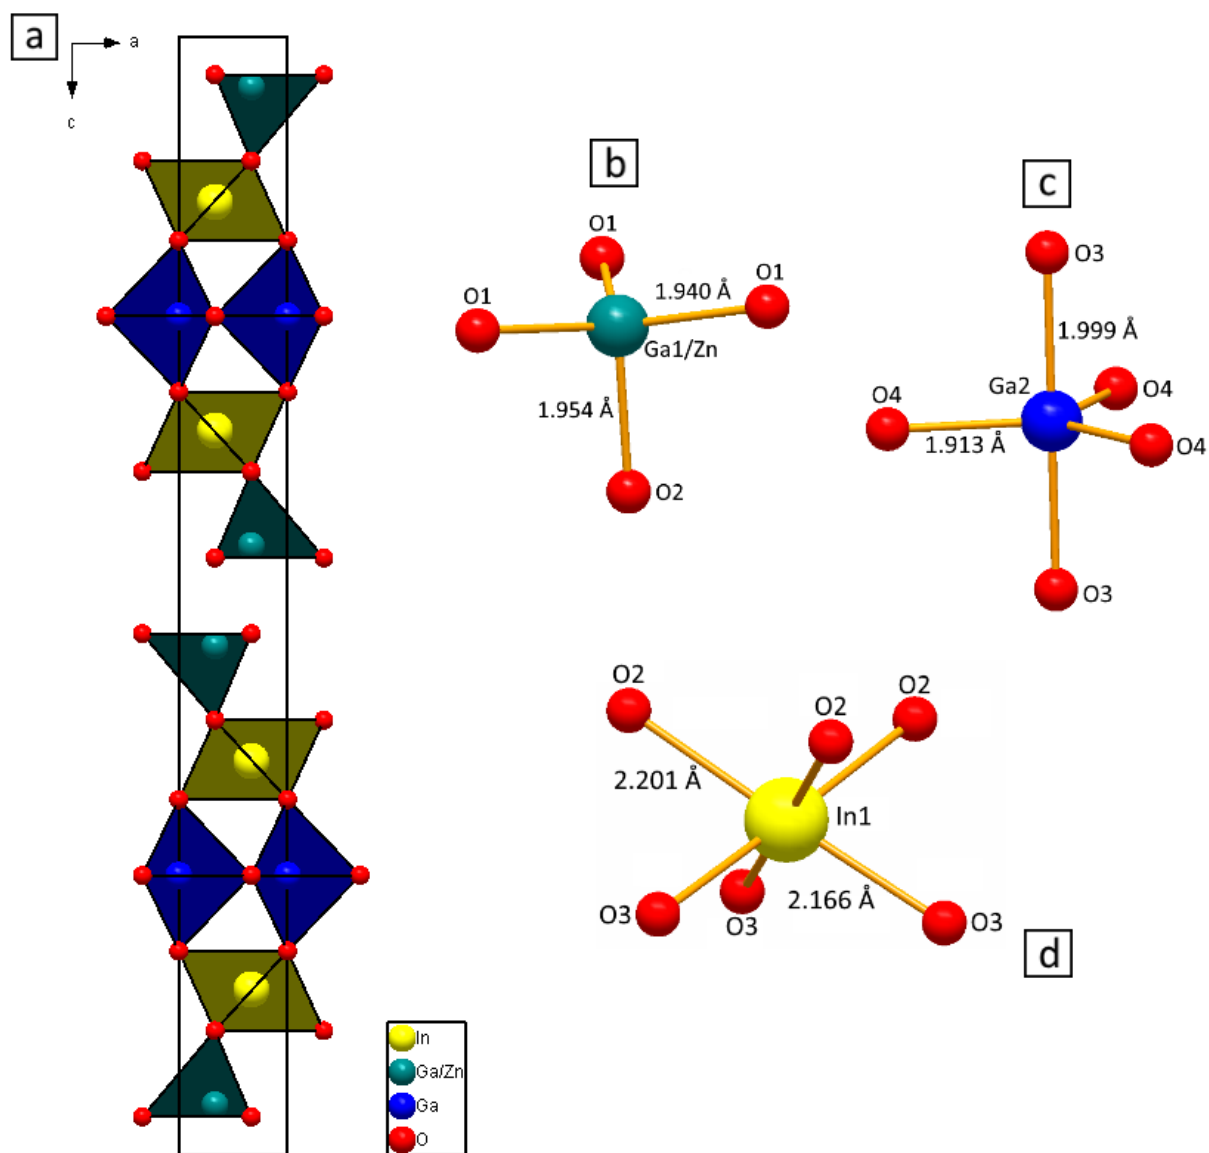 a
a
c
In
Ga/Zn
Ga
O
b
O1
O1
O1
1.940 Å
Ga1/Zn
1.954 Å
O2
c
O3
1.999 Å
Ga2
O4
O4
1.913 Å
O4
O3
O2
O2
O2
2.201 Å
In1
2.166 Å
O3
O3
O3
d